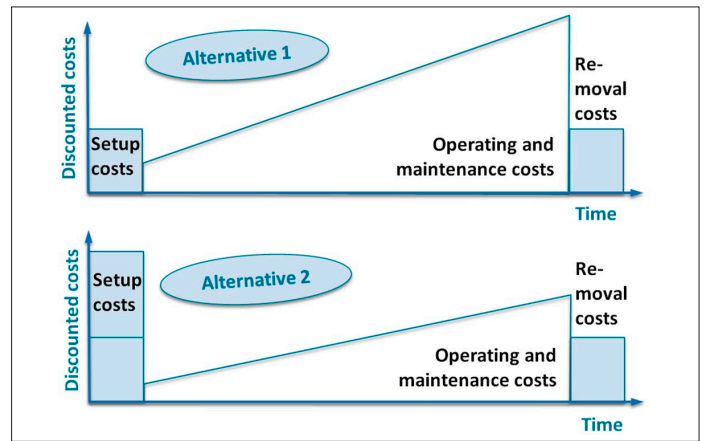 Discounted costs
Alternative 1
Setup
costs
Operating and
maintenance costs
Re-
moval
costs
Time
Discounted costs
Alternative 2
Setup
costs
Operating and
maintenance costs
Re-
moval
costs
Time